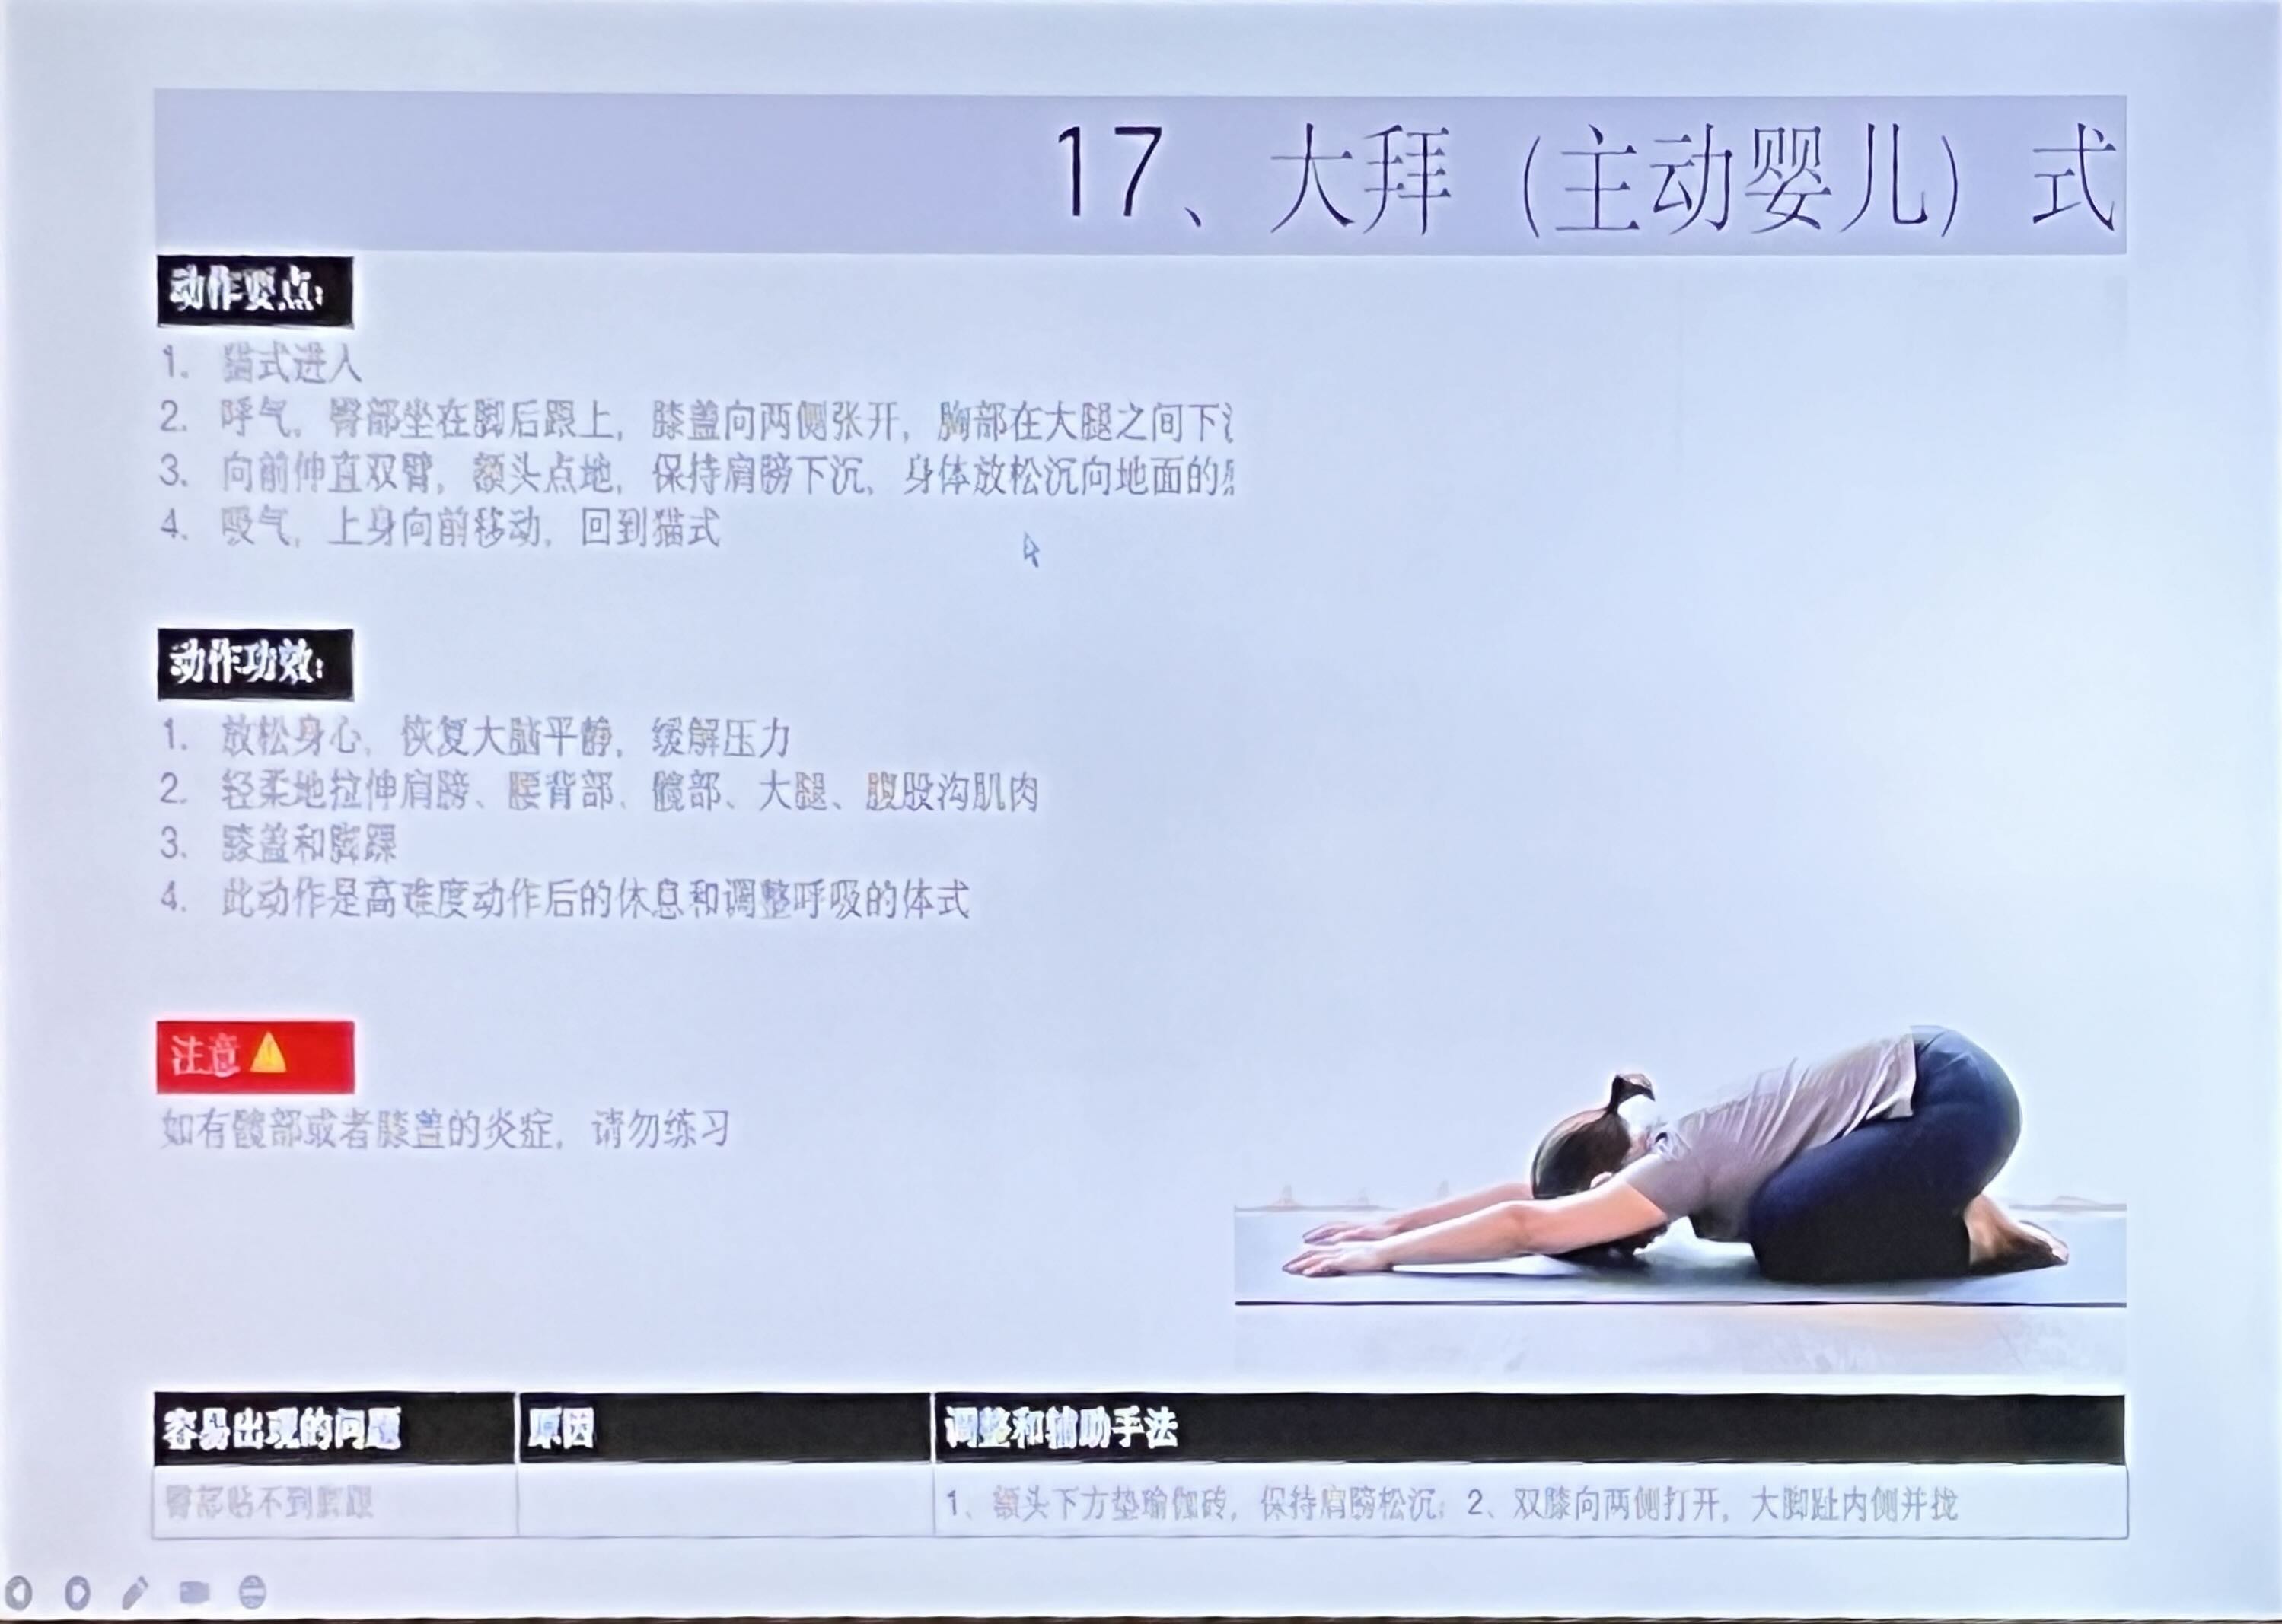 17、大拜（主动婴儿）式
动作要点：
1. 猫式进入
2. 呼气，臀部坐在脚后跟上，膝盖向两侧张开，胸部在大腿之间下
3. 向前伸直双臂，额头点地，保持肩膀下沉，身体放松沉向地面的
4. 吸气，上身向前移动，回到猫式
动作功效：
1. 放松身心，恢复大脑平静，缓解压力
2. 轻柔地拉伸肩膀、腰背部、髋部、大腿、腹股沟肌肉
3. 膝盖和脚踝
4. 此动作是高难度动作后的休息和调整呼吸的体式
注意
如有髋部或者膝盖的炎症，请勿练习
容易出现的问题 原因 调整和辅助手法
臀部贴不到脚跟 1、额头下方垫瑜伽砖，保持肩膀松沉；2、双膝向两侧打开，大脚趾内侧并拢